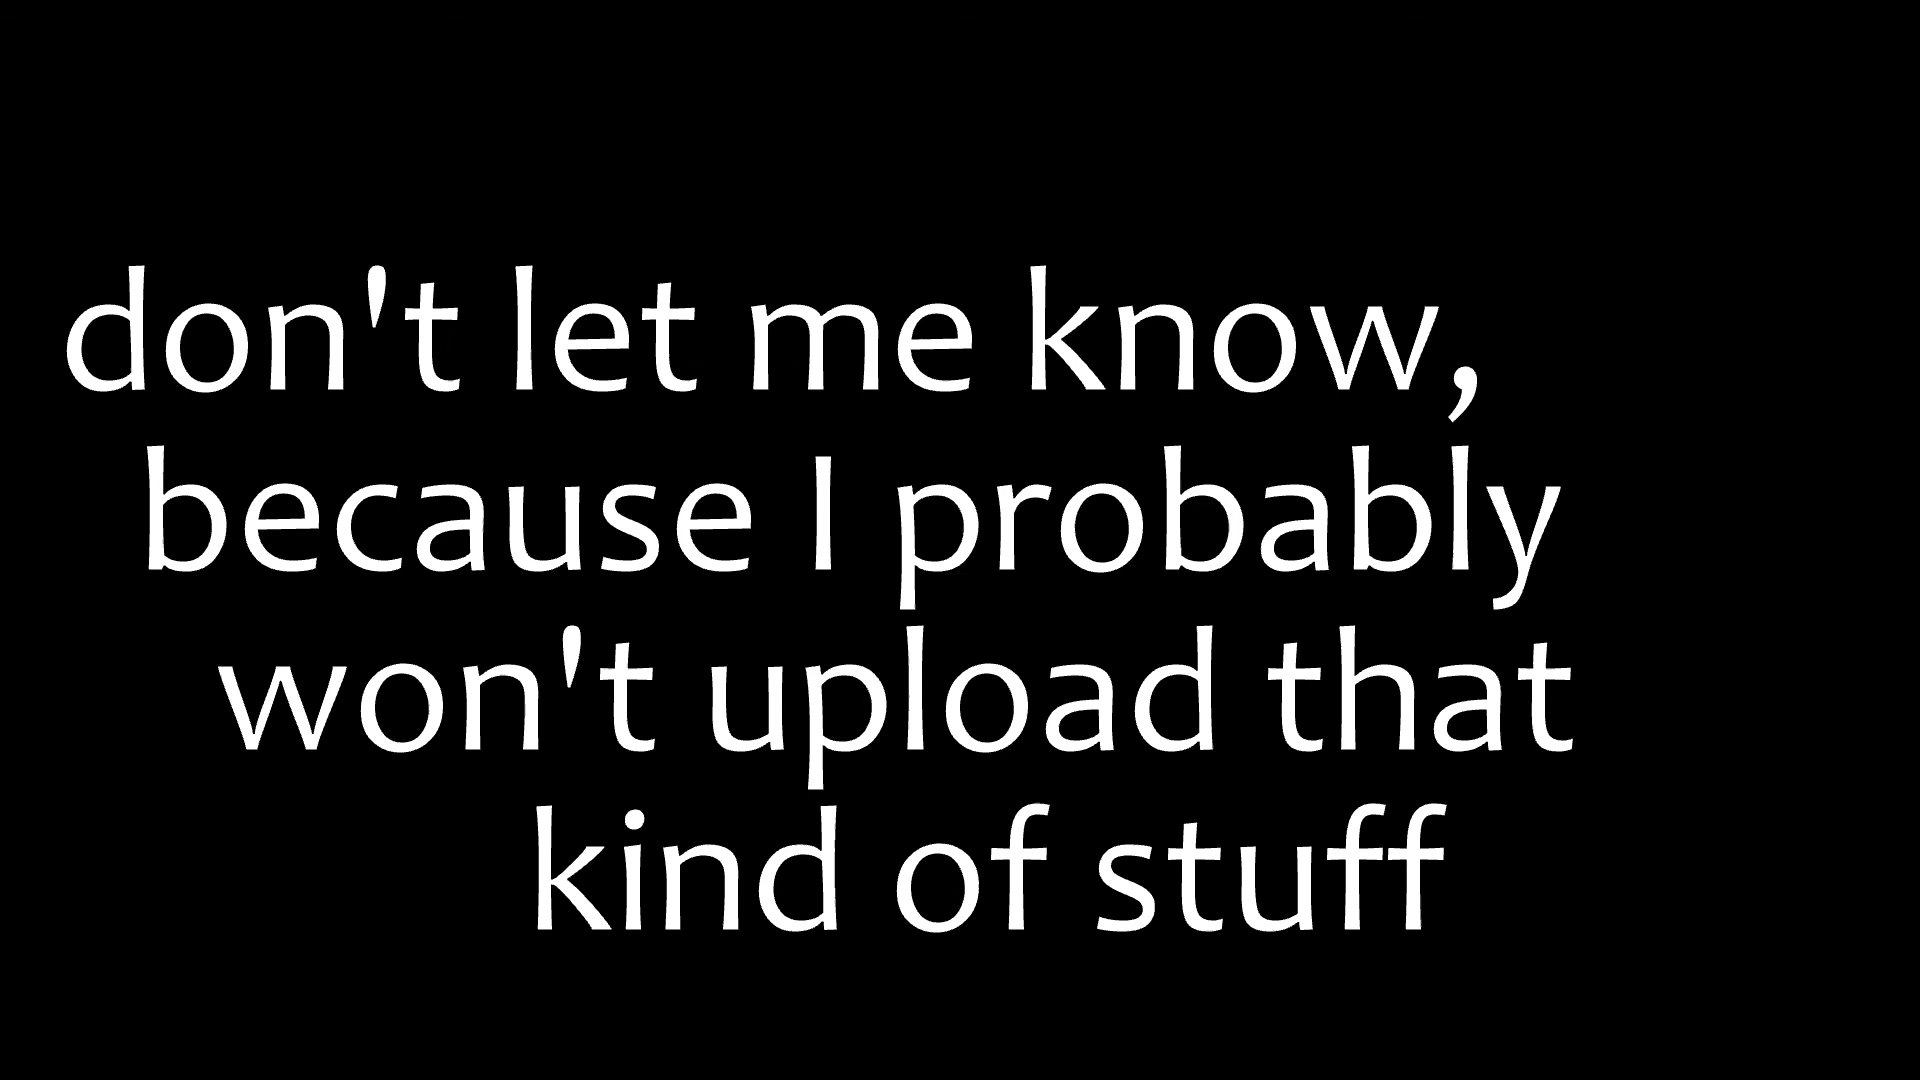 don't let me know,
because I probably
won't upload that
kind of stuff